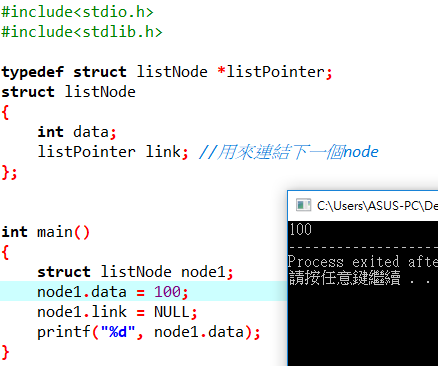 #include<stdio.h>
#include<stdlib.h>
typedef struct listNode *listPointer;
struct listNode
{
    int data;
    listPointer link; //用來連結下一個node
};
int main()
{
    struct listNode node1;
    node1.data = 100;
    node1.link = NULL;
    printf("%d", node1.data);
}
C:\Users\ASUS-PC\De
100
--------------------
Process exited afte
請按任意鍵繼續 . .